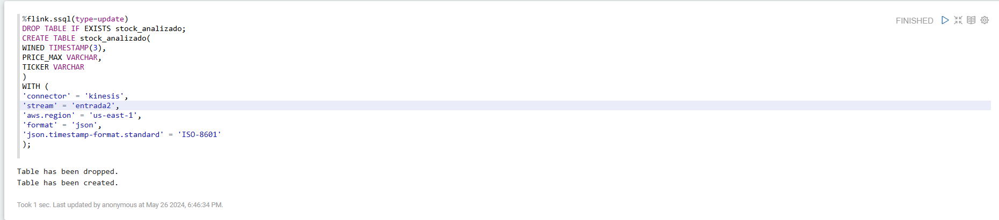 %flink.ssql(type=update)
FINISHED
DROP TABLE IF EXISTS stock_analizado;
CREATE TABLE stock_analizado(
WINED TIMESTAMP(3),
PRICE_MAX VARCHAR,
TICKER VARCHAR
)
WITH (
'connector' = 'kinesis',
'stream' = 'entrada2',
'aws.region' = 'us-east-1',
'format' = 'json',
'json.timestamp-format.standard' = 'ISO-8601'
);
Table has been dropped.
Table has been created.
Took 1 sec. Last updated by anonymous at May 26 2024, 6:46:34 PM.